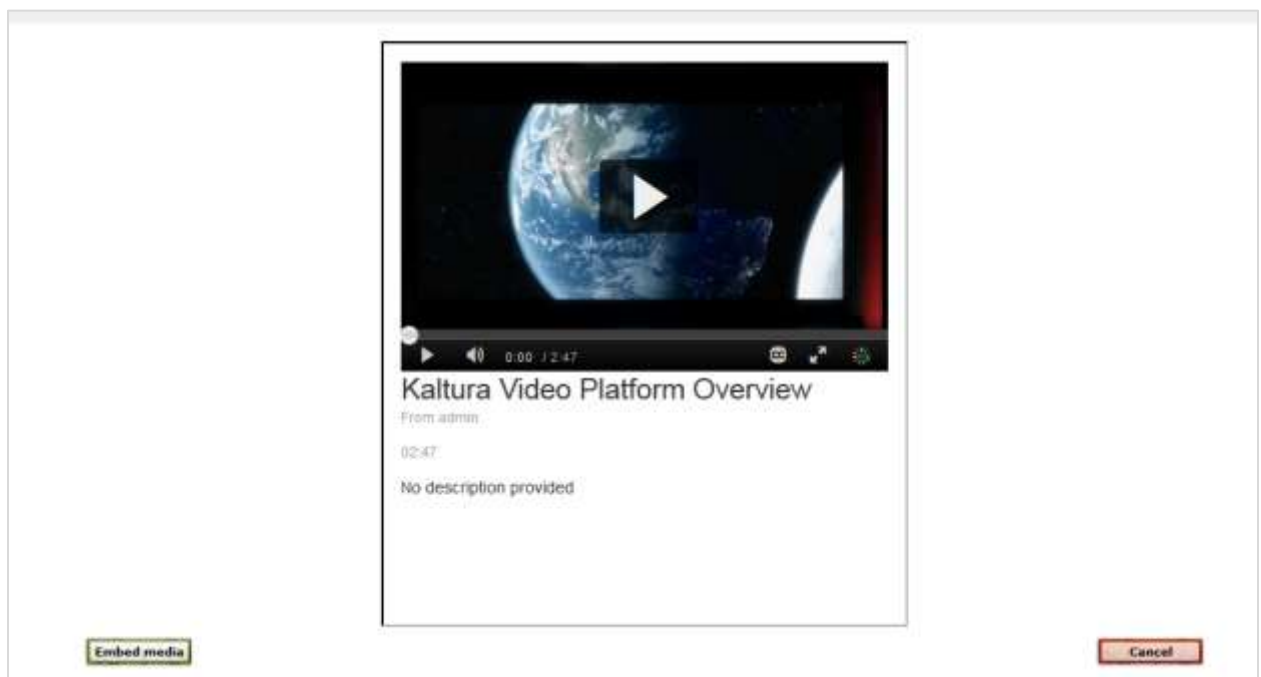 0:00 / 2:47
Kaltura Video Platform Overview
From admin
02:47
No description provided
Embed media
Cancel